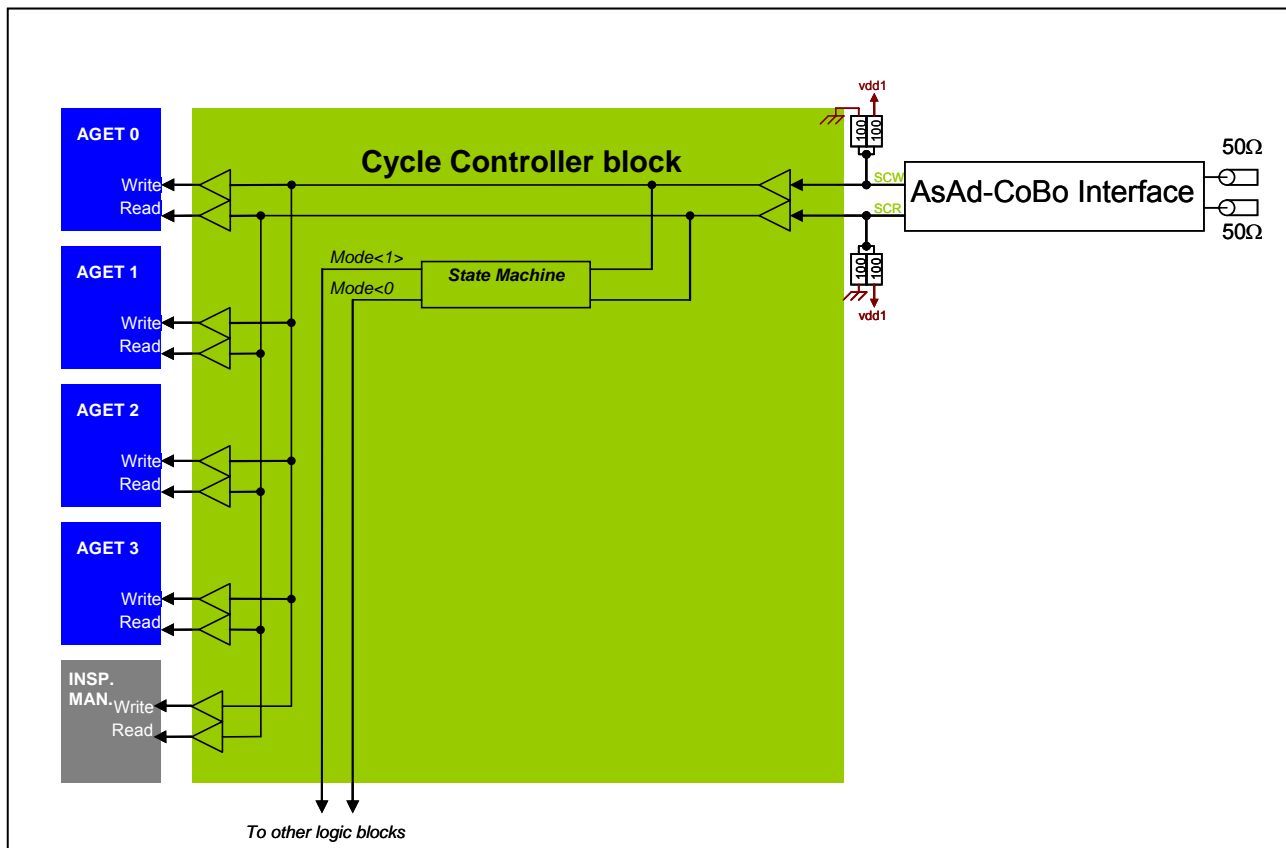 vdd1
100
100
AGET 0
Write
Read
Cycle Controller block
SCW
SCR
AsAd-CoBo Interface
50Ω
50Ω
100
100
vdd1
AGET 1
Write
Read
Mode<1>
Mode<0
State Machine
AGET 2
Write
Read
AGET 3
Write
Read
INSP.
MAN.
Write
Read
To other logic blocks